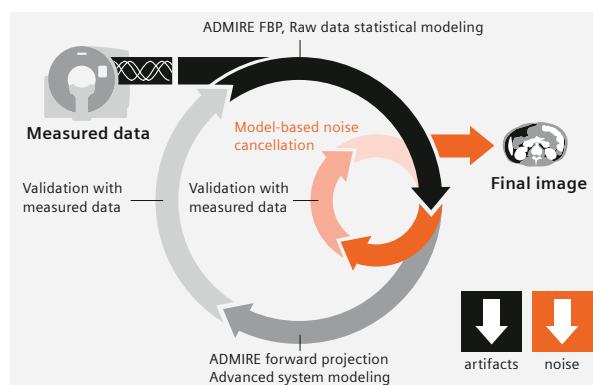 ADMIRE FBP, Raw data statistical modeling
Measured data
Model-based noise
cancellation
Final image
Validation with
measured data
Validation with
measured data
ADMIRE forward projection
Advanced system modeling
artifacts
noise